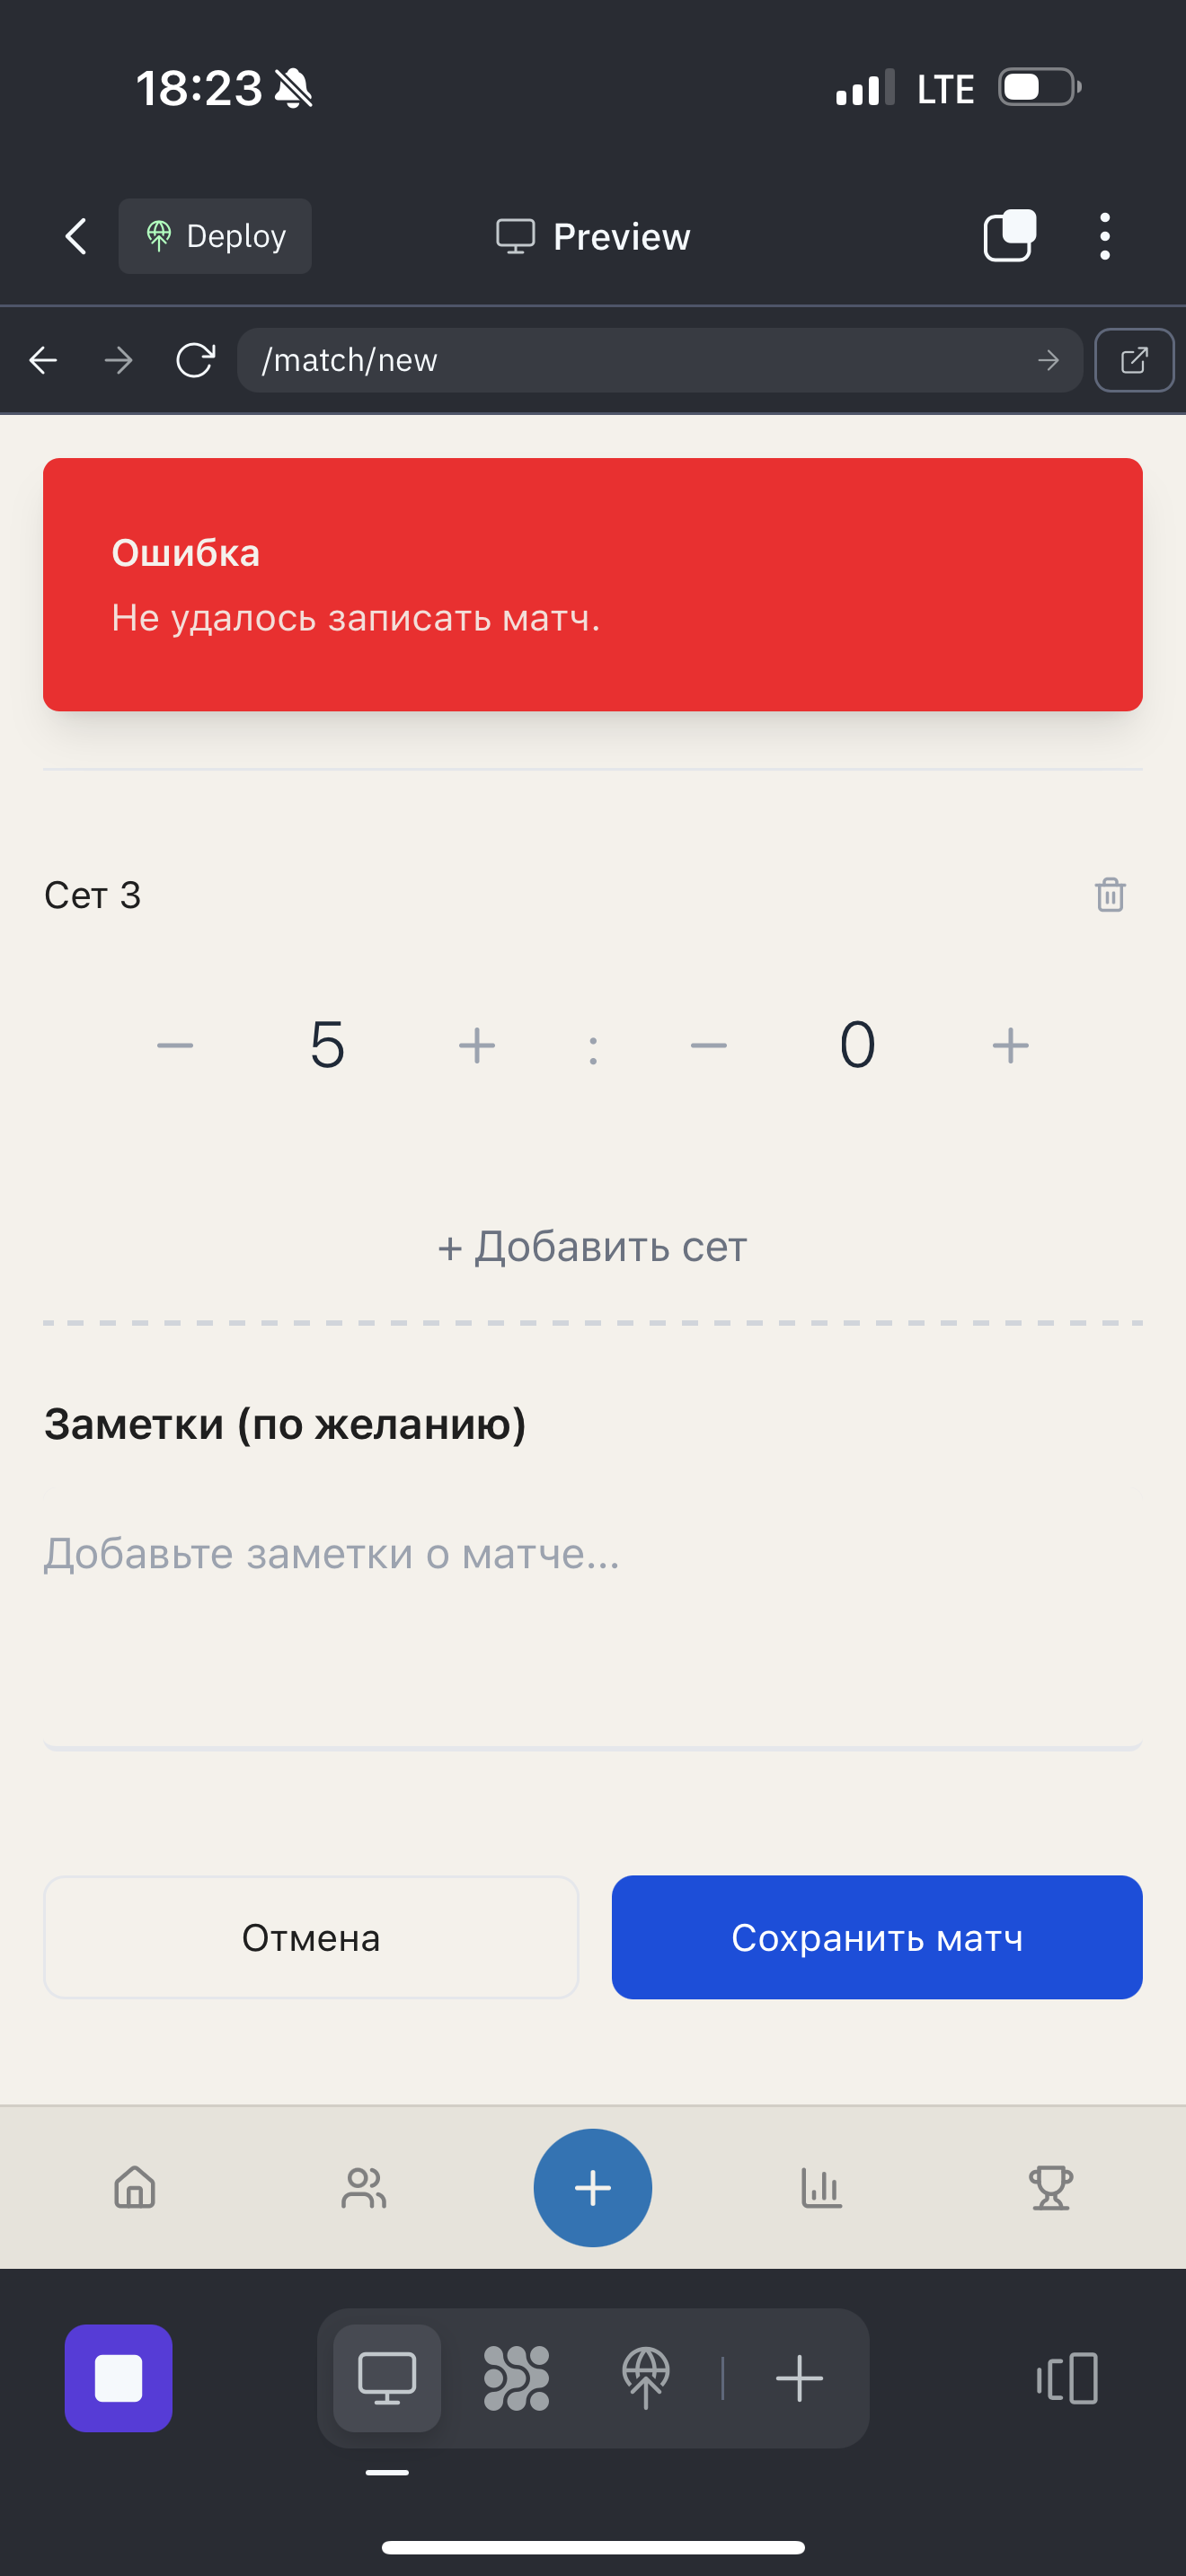 18:23
LTE
Deploy
Preview
/match/new
Ошибка
Не удалось записать матч.
Сет 3
5 : 0
+ Добавить сет
Заметки (по желанию)
Добавьте заметки о матче...
Отмена
Сохранить матч